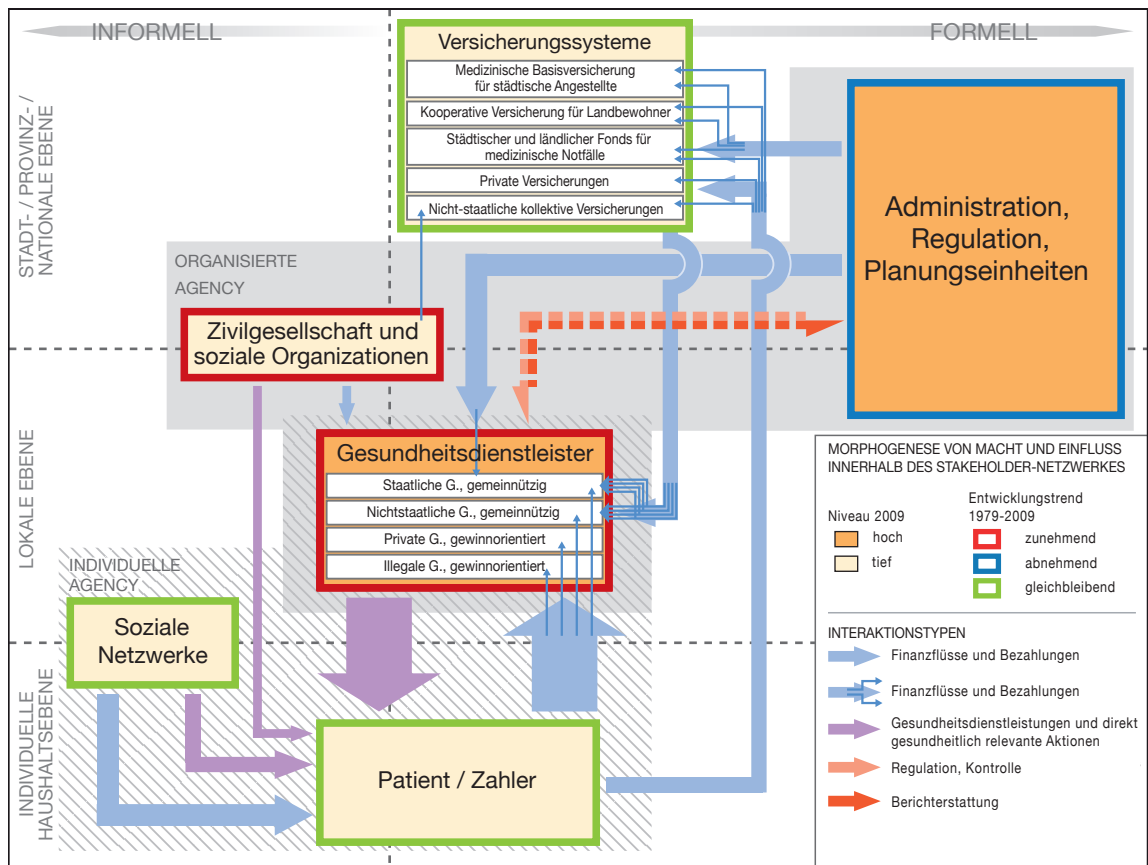 INFORMELL
FORMELL
STADT- / PROVINZ- /
NATIONALE EBENE
LOKALE EBENE
INDIVIDUELLE
HAUSHALTSEBENE
Versicherungssysteme
Medizinische Basisversicherung
für städtische Angestellte
Kooperative Versicherung für Landbewohner
Städtischer und ländlicher Fonds für
medizinische Notfälle
Private Versicherungen
Nicht-staatliche kollektive Versicherungen
Administration,
Regulation,
Planungseinheiten
ORGANISIERTE
AGENCY
Zivilgesellschaft und
soziale Organizationen
Gesundheitsdienstleister
Staatliche G., gemeinnützig
Nichtstaatliche G., gemeinnützig
Private G., gewinnorientiert
Illegale G., gewinnorientiert
INDIVIDUELLE
AGENCY
Soziale
Netzwerke
Patient / Zahler
MORPHOGENESE VON MACHT UND EINFLUSS
INNERHALB DES STAKEHOLDER-NETZWERKES
Niveau 2009
hoch
tief
Entwicklungstrend
1979-2009
zunehmend
abnehmend
gleichbleibend
INTERAKTIONSTYPEN
Finanzflüsse und Bezahlungen
Finanzflüsse und Bezahlungen
Gesundheitsdienstleistungen und direkt
gesundheitlich relevante Aktionen
Regulation, Kontrolle
Berichterstattung